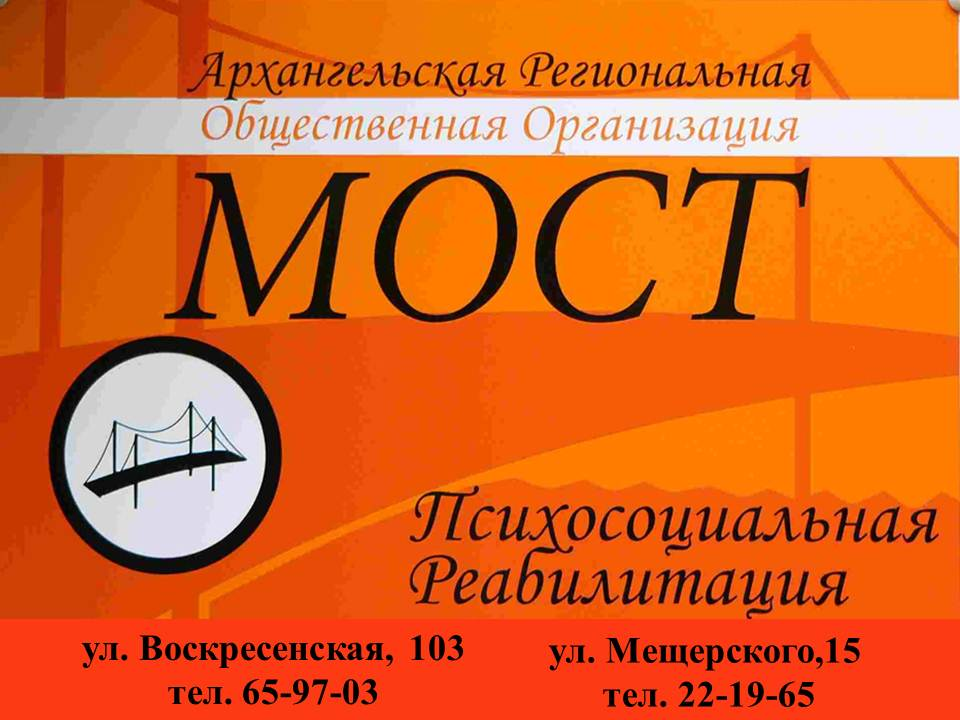 Архангельская Региональная
Общественная Организация
МОСТ
Психосоциальная
Реабилитация
ул. Воскресенская, 103
тел. 65-97-03
ул. Мещерского,15
тел. 22-19-65